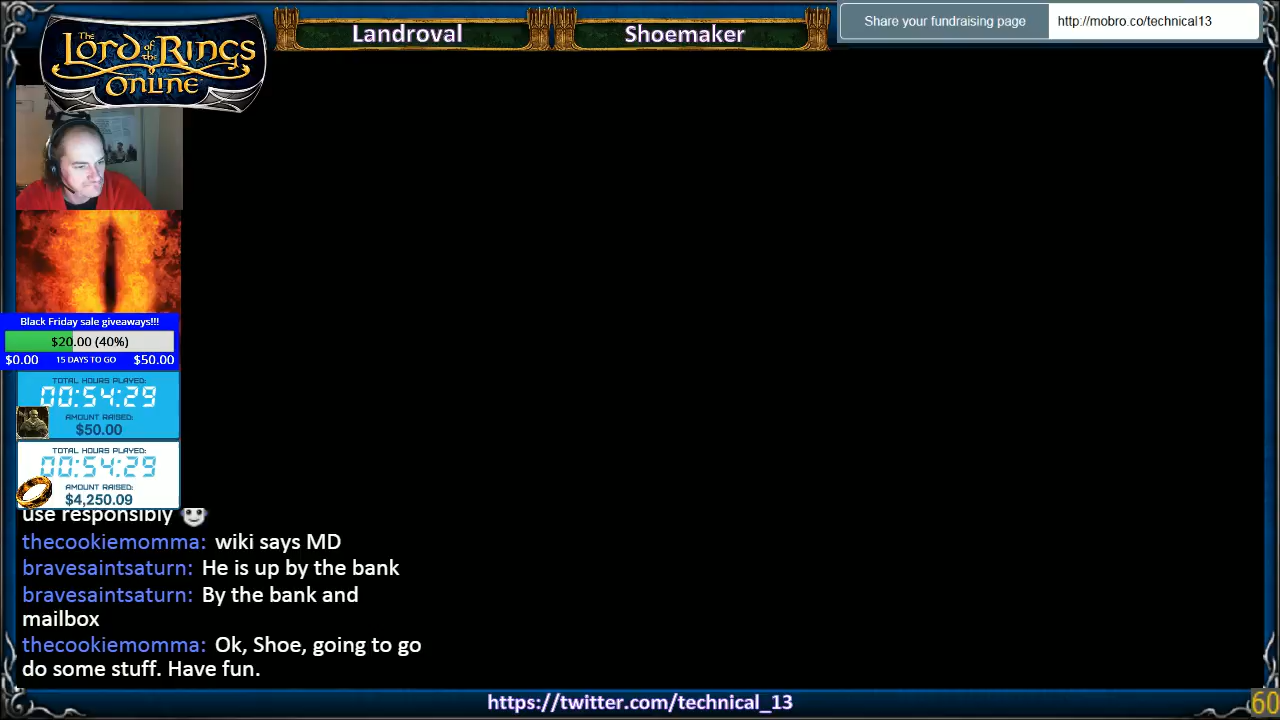 The Lord of the Rings Online
Landroval
Shoemaker
Share your fundraising page
http://mobro.co/technical13
Black Friday sale giveaways!!!
$20.00 (40%)
$0.00 15 DAYS TO GO $50.00
TOTAL HOURS PLAYED:
00:54:29
AMOUNT RAISED:
$50.00
TOTAL HOURS PLAYED:
00:54:29
AMOUNT RAISED:
$4,250.09
use responsibly
thecookiemomma: wiki says MD
bravesaintsaturn: He is up by the bank
bravesaintsaturn: By the bank and
mailbox
thecookiemomma: Ok, Shoe, going to go
do some stuff. Have fun.
https://twitter.com/technical_13
60